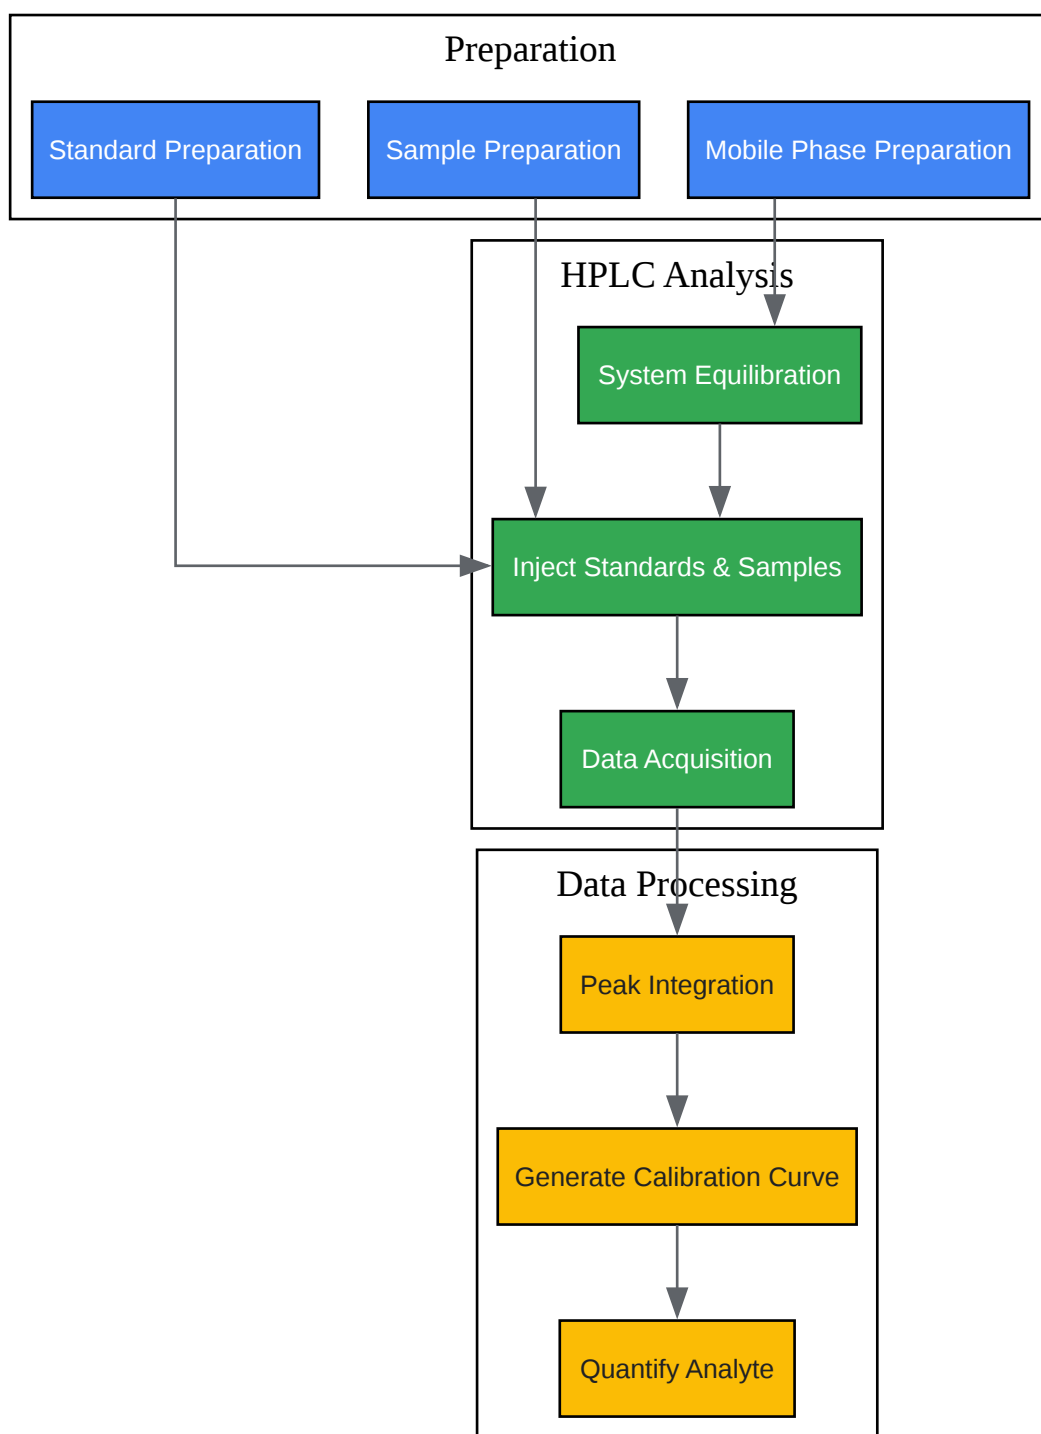 Preparation
Standard Preparation
Sample Preparation
Mobile Phase Preparation
HPLC Analysis
System Equilibration
Inject Standards & Samples
Data Acquisition
Data Processing
Peak Integration
Generate Calibration Curve
Quantify Analyte